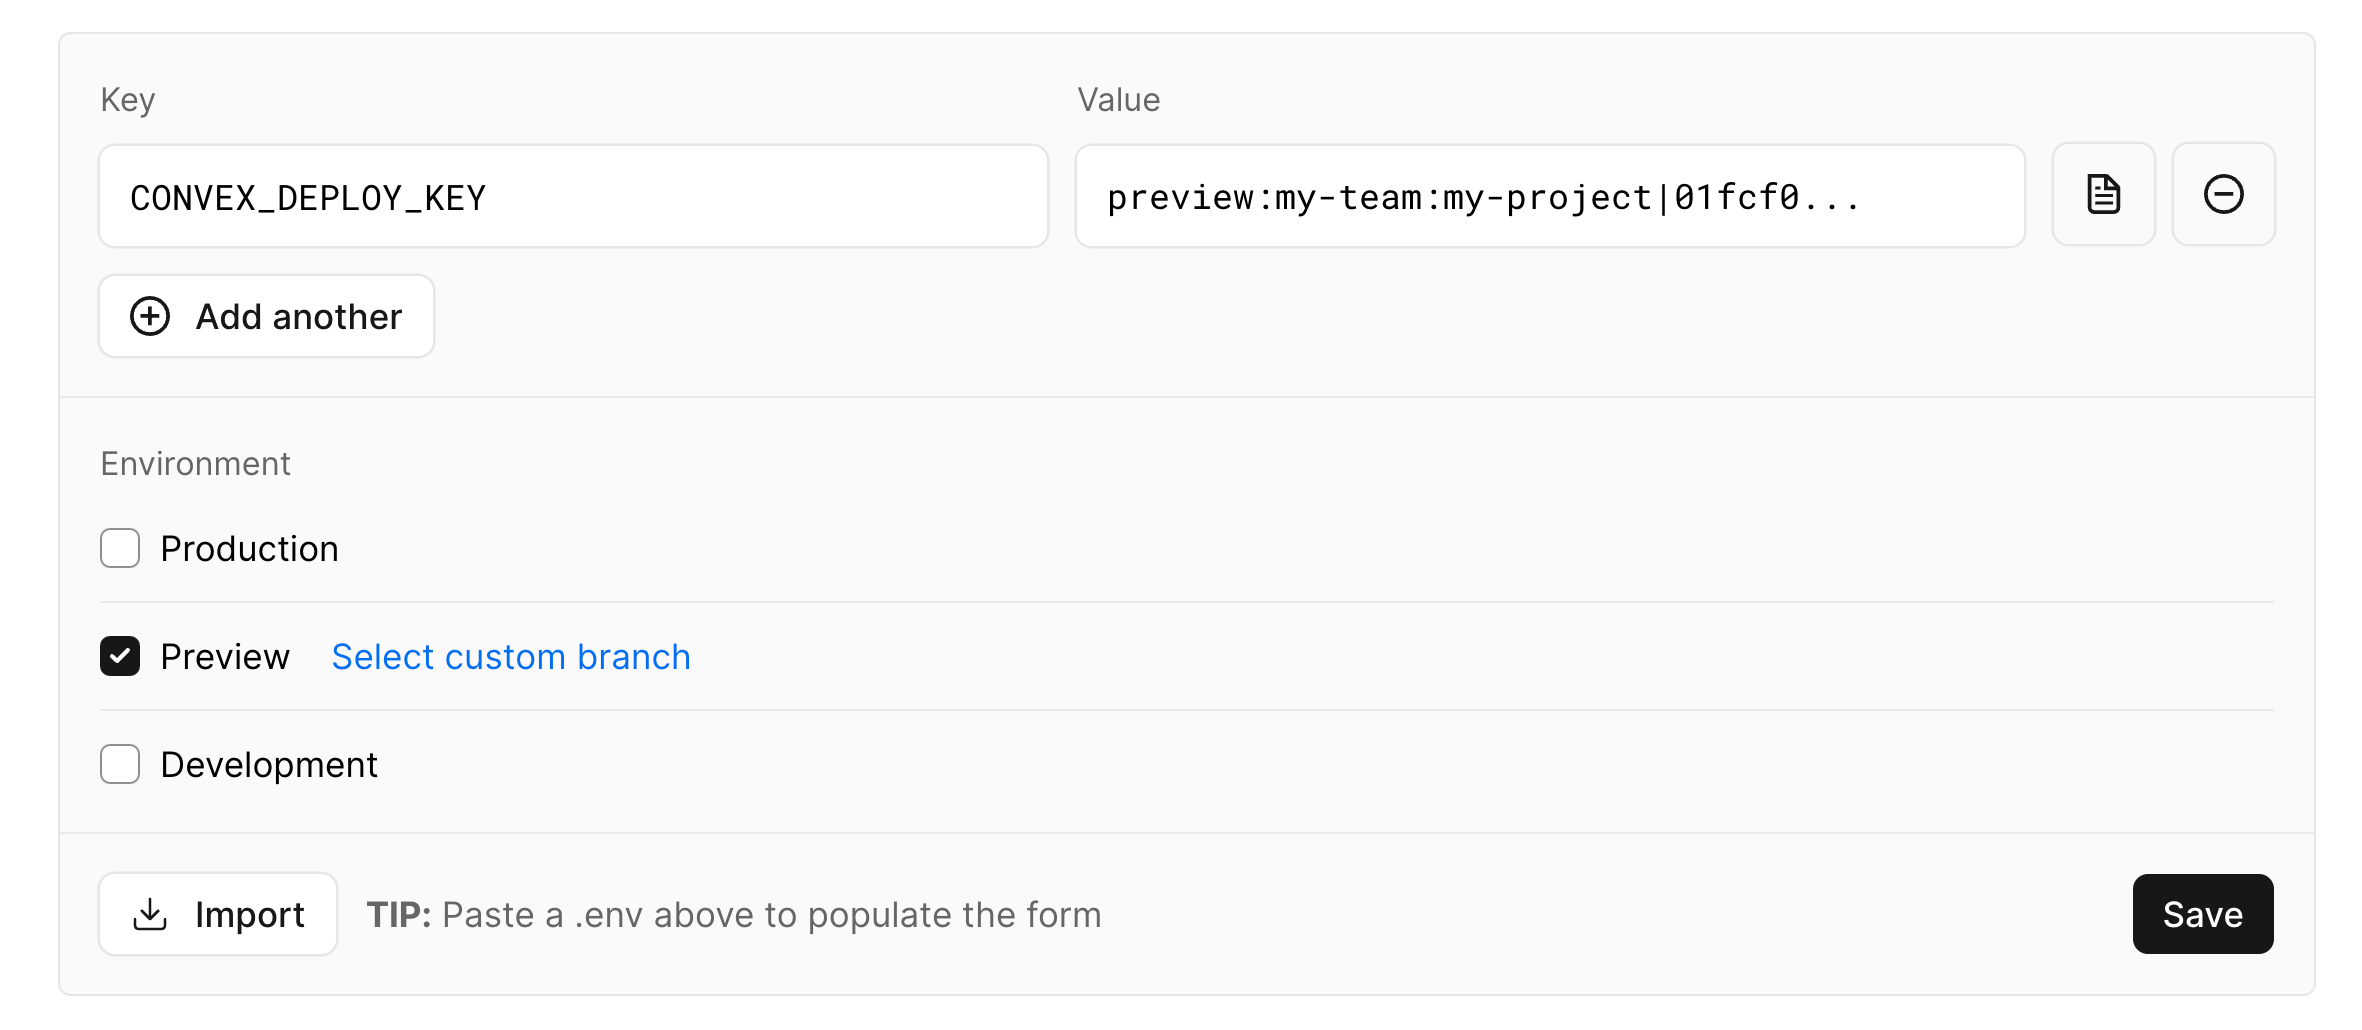 Key
Value
CONVEX_DEPLOY_KEY
preview:my-team:my-project|01fcf0...
Add another
Environment
Production
Preview Select custom branch
Development
Import TIP: Paste a .env above to populate the form
Save